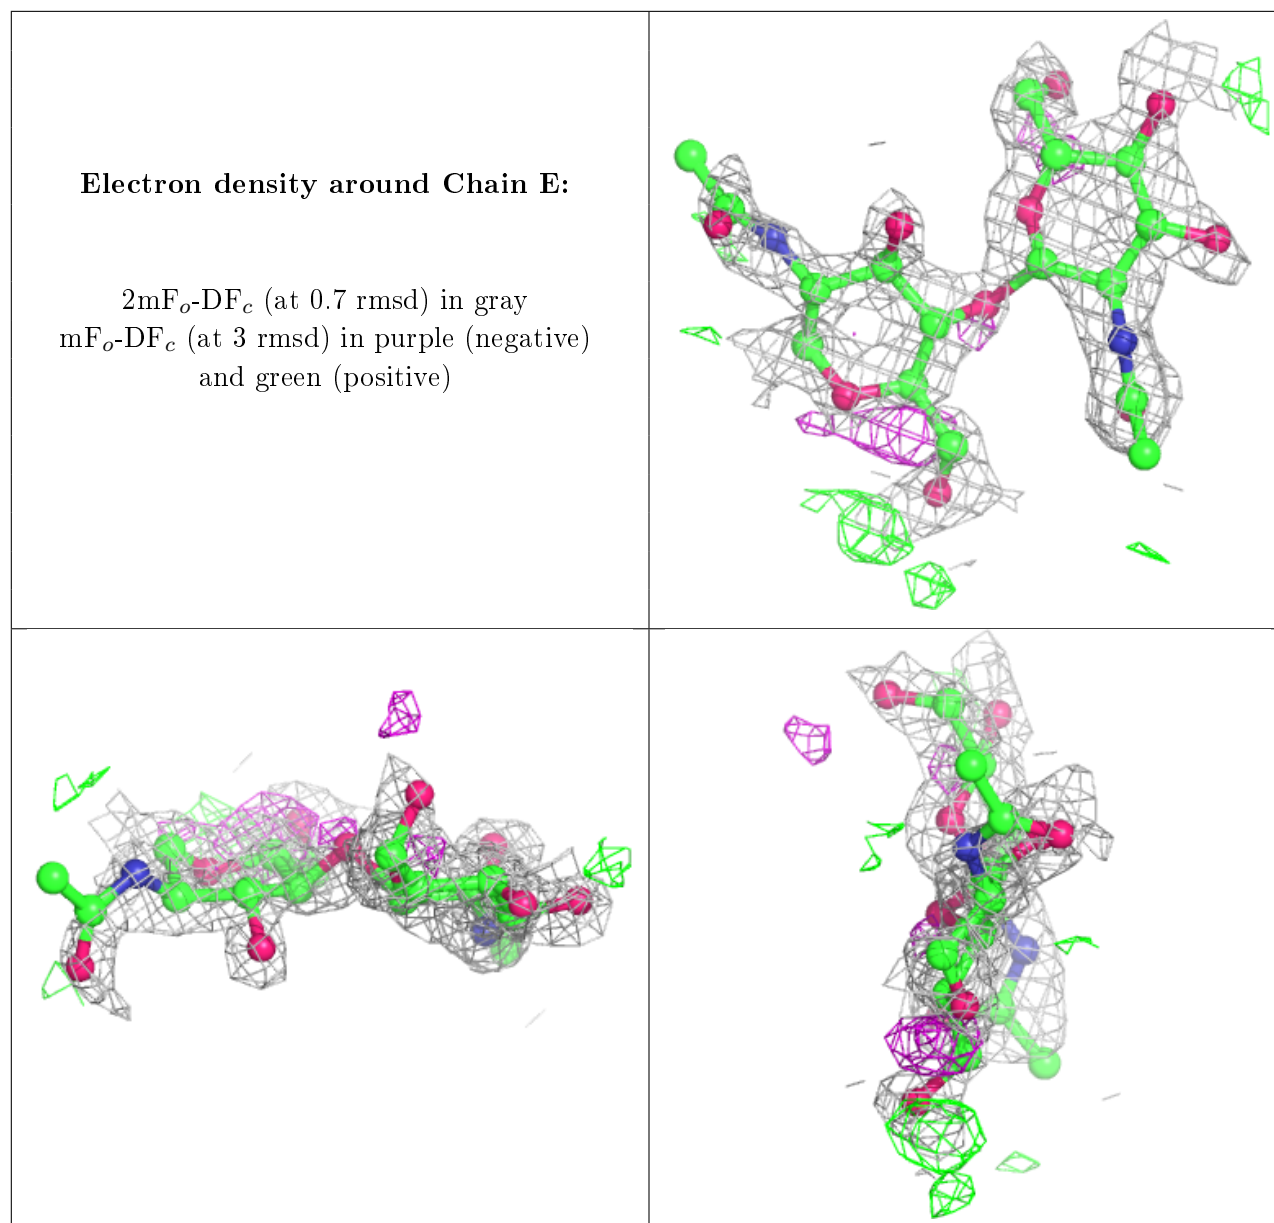 Electron density around Chain E:
2mFₒ-DF𝒸 (at 0.7 rmsd) in gray
mFₒ-DF𝒸 (at 3 rmsd) in purple (negative)
and green (positive)